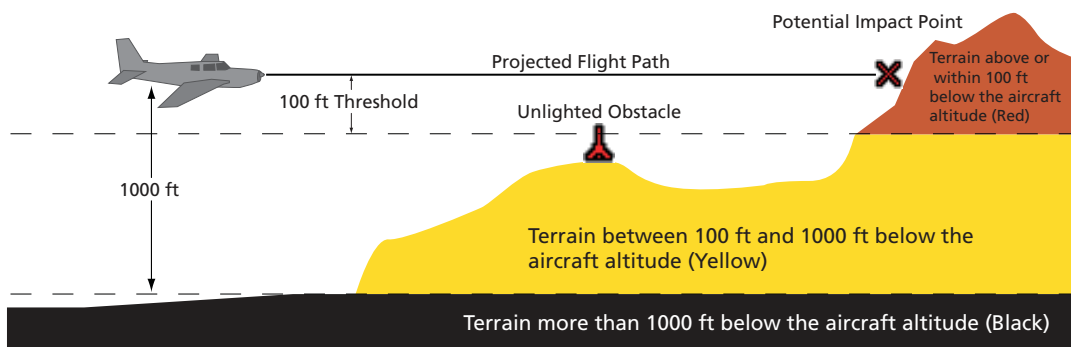 Potential Impact Point
Projected Flight Path
Terrain above or
within 100 ft
below the aircraft
altitude (Red)
100 ft Threshold
Unlighted Obstacle
1000 ft
Terrain between 100 ft and 1000 ft below the
aircraft altitude (Yellow)
Terrain more than 1000 ft below the aircraft altitude (Black)